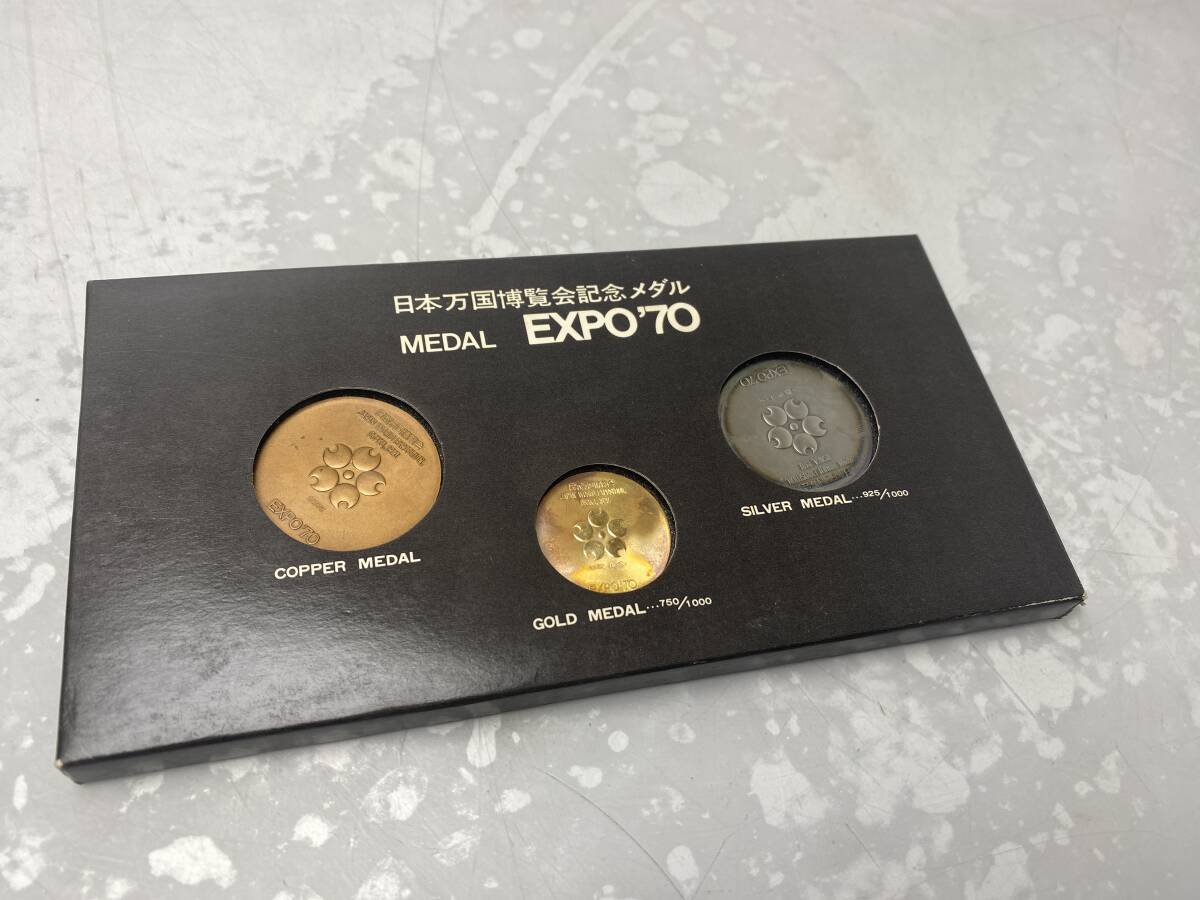 日本万国博覧会記念メダル
MEDAL EXPO'70
EXPO'70
COPPER MEDAL
EXPO'70
GOLD MEDAL...750/1000
EXPO'70
SILVER MEDAL...925/1000